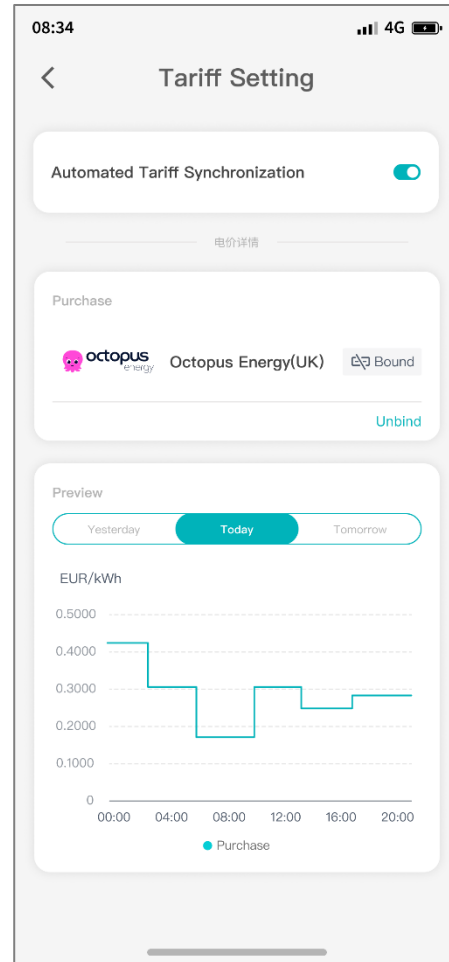 08:34 4G
Tariff Setting
Automated Tariff Synchronization
电价详情
Purchase
octopus energy Octopus Energy(UK) Bound
Unbind
Preview
Yesterday Today Tomorrow
EUR/kWh
0.5000
0.4000
0.3000
0.2000
0.1000
0
00:00 04:00 08:00 12:00 16:00 20:00
Purchase